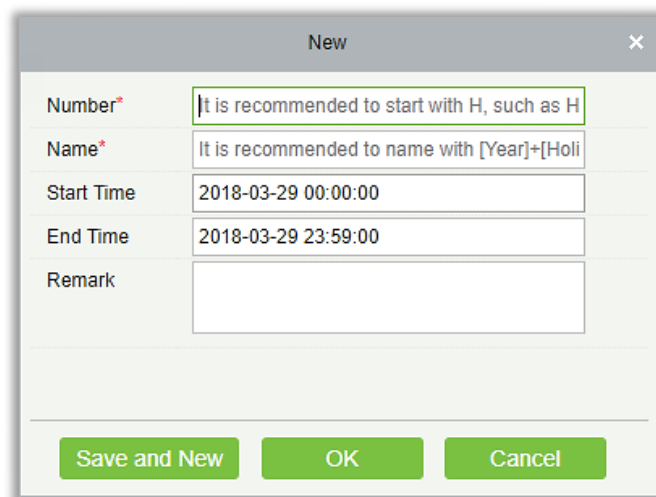 New
Number*
It is recommended to start with H, such as H
Name*
It is recommended to name with [Year]+[Holi
Start Time
2018-03-29 00:00:00
End Time
2018-03-29 23:59:00
Remark
Save and New
OK
Cancel